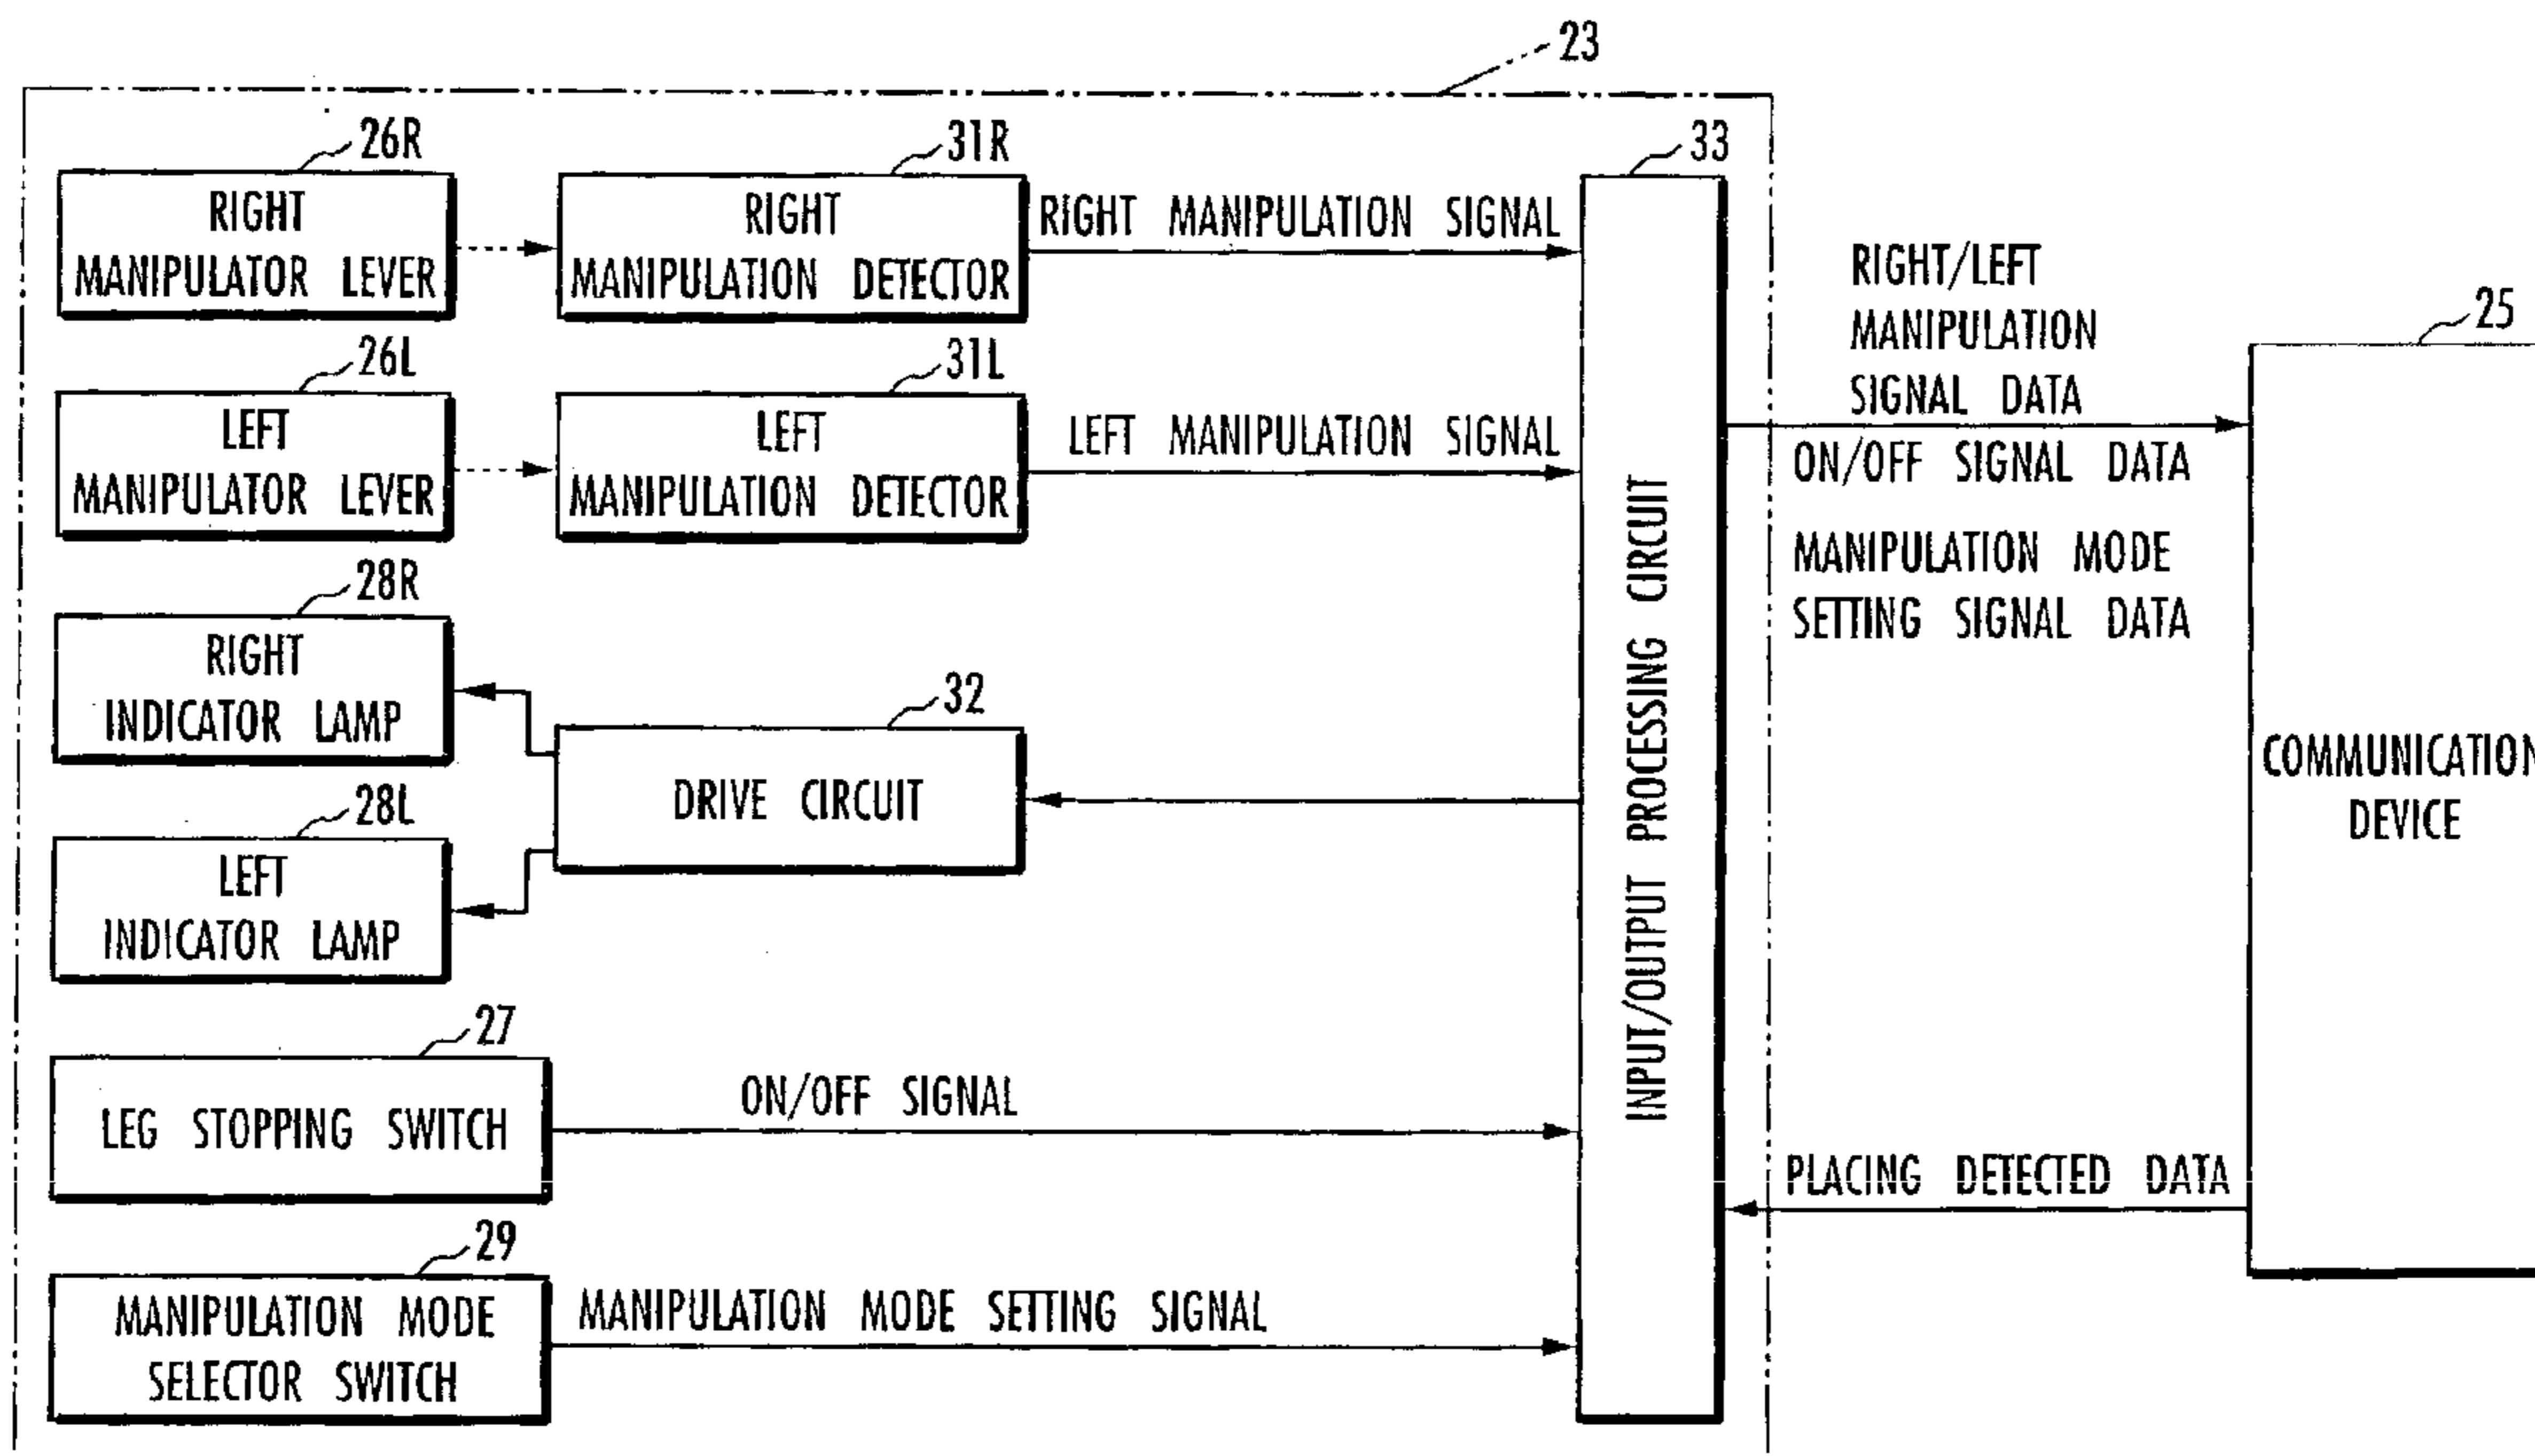 23
26R
RIGHT
MANIPULATOR LEVER
31R
RIGHT
MANIPULATION DETECTOR
RIGHT MANIPULATION SIGNAL
33
INPUT/OUTPUT PROCESSING CIRCUIT
RIGHT/LEFT
MANIPULATION
SIGNAL DATA
ON/OFF SIGNAL DATA
MANIPULATION MODE
SETTING SIGNAL DATA
25
COMMUNICATION
DEVICE
26L
LEFT
MANIPULATOR LEVER
31L
LEFT
MANIPULATION DETECTOR
LEFT MANIPULATION SIGNAL
28R
RIGHT
INDICATOR LAMP
32
DRIVE CIRCUIT
28L
LEFT
INDICATOR LAMP
27
LEG STOPPING SWITCH
ON/OFF SIGNAL
PLACING DETECTED DATA
29
MANIPULATION MODE
SELECTOR SWITCH
MANIPULATION MODE SETTING SIGNAL